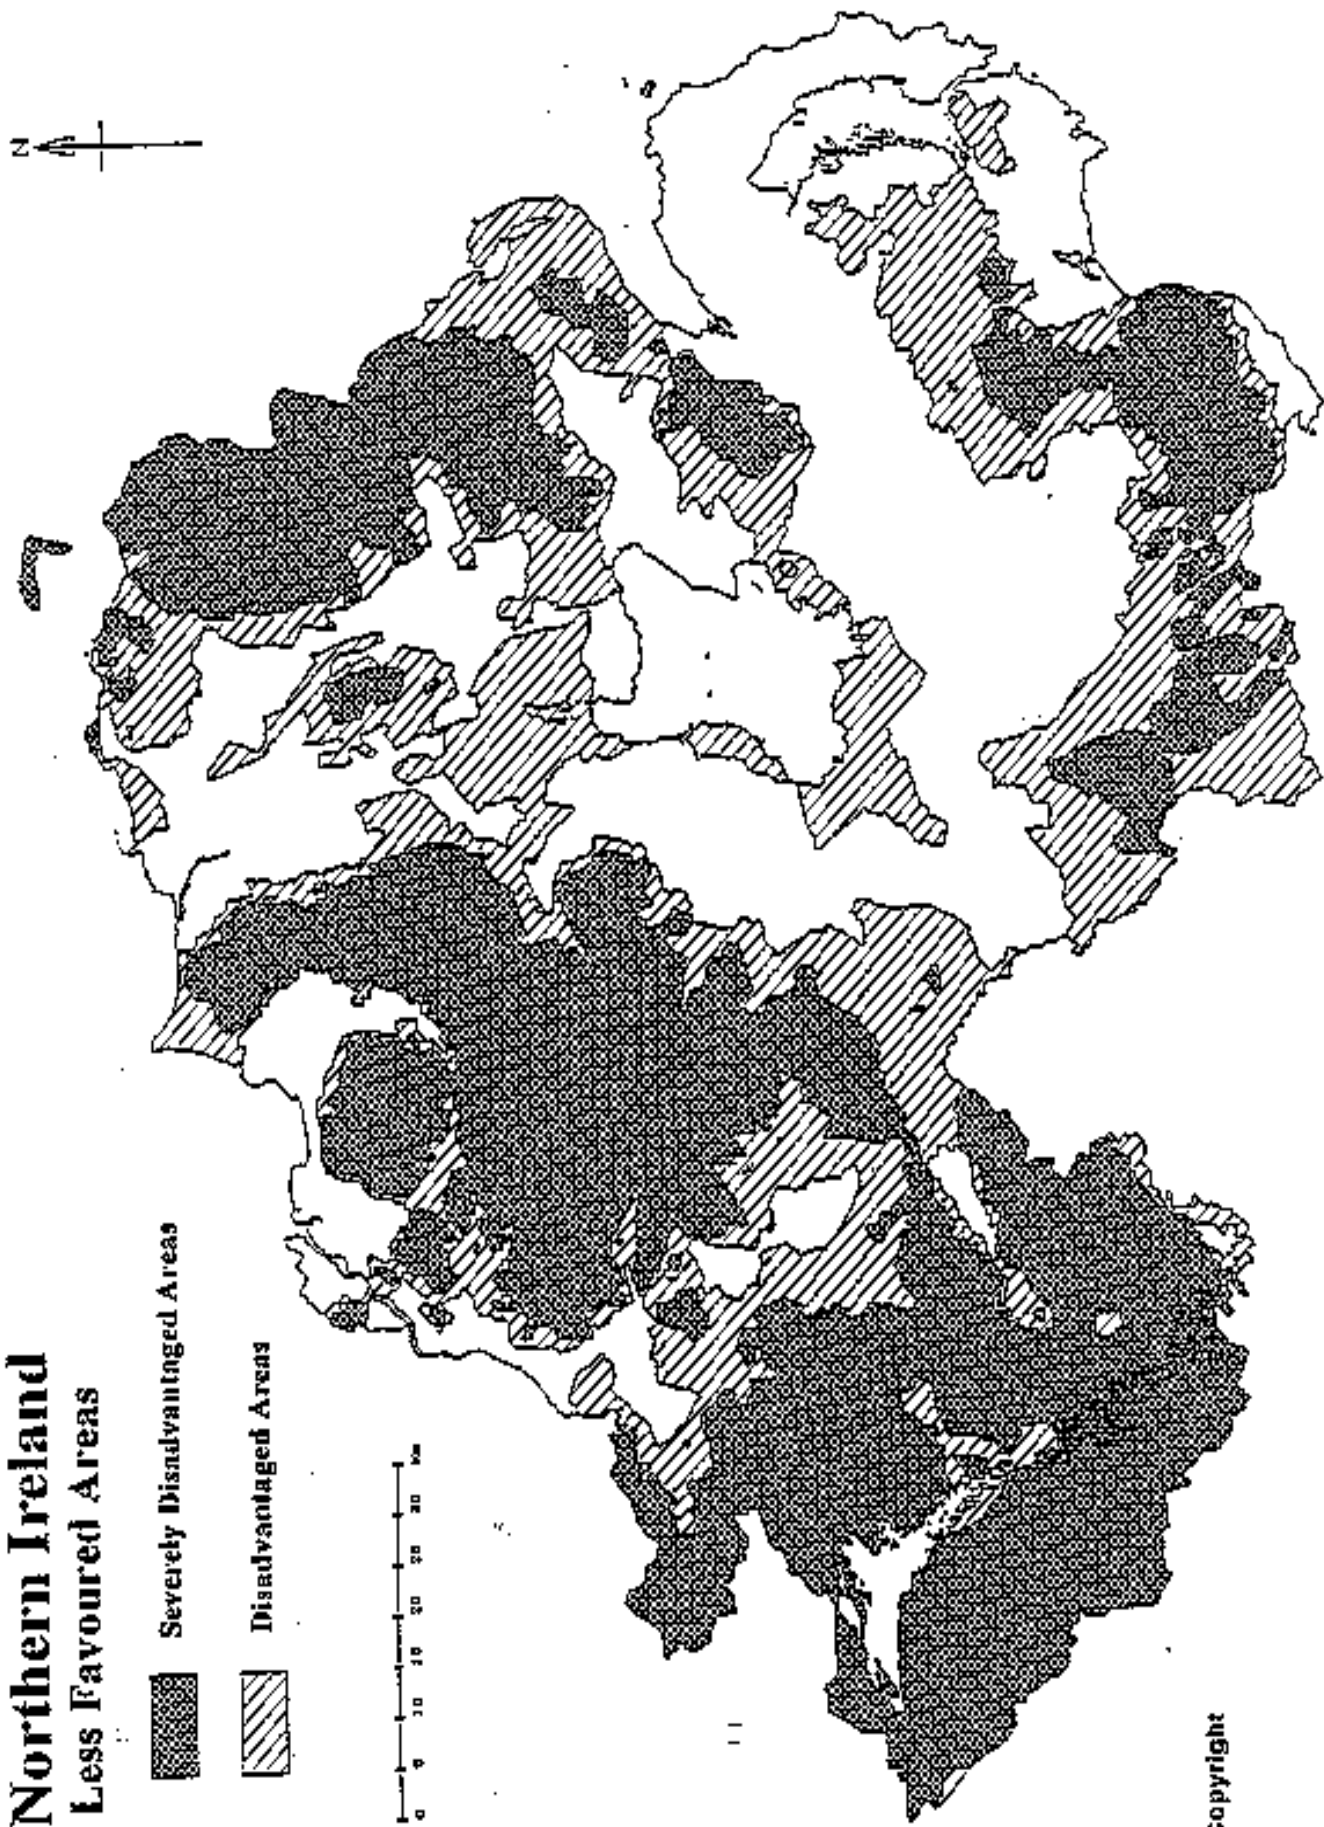 Northern Ireland
Less Favoured Areas
Severely Disadvantaged Areas
Disadvantaged Areas
N
copyright